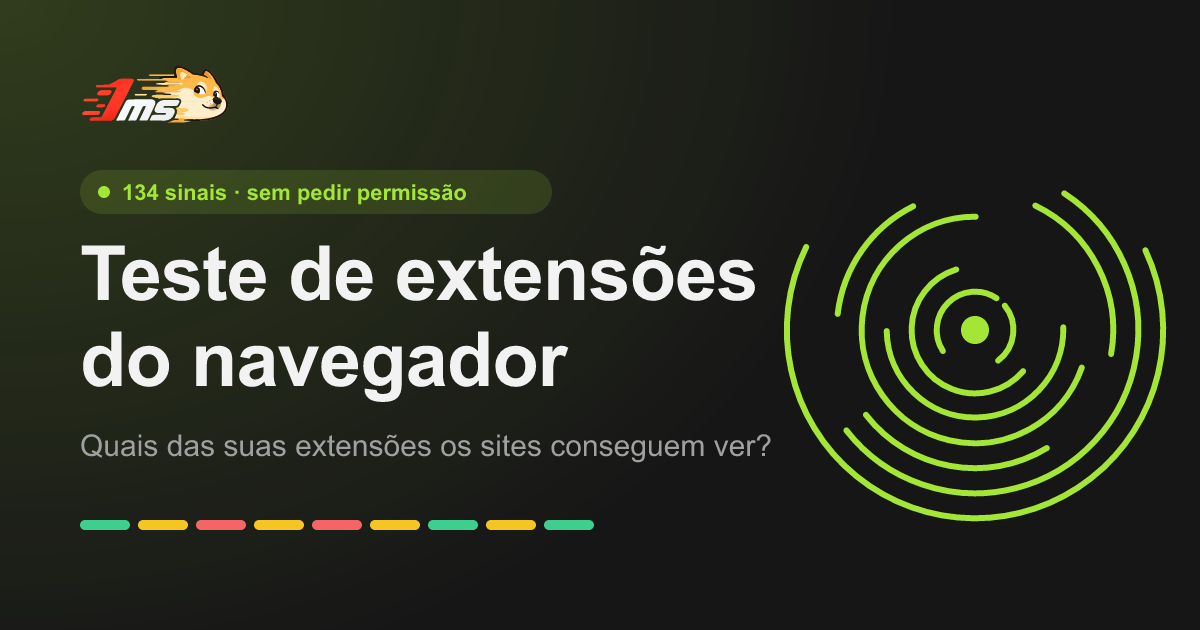 1ms
134 sinais · sem pedir permissão
Teste de extensões
do navegador
Quais das suas extensões os sites conseguem ver?